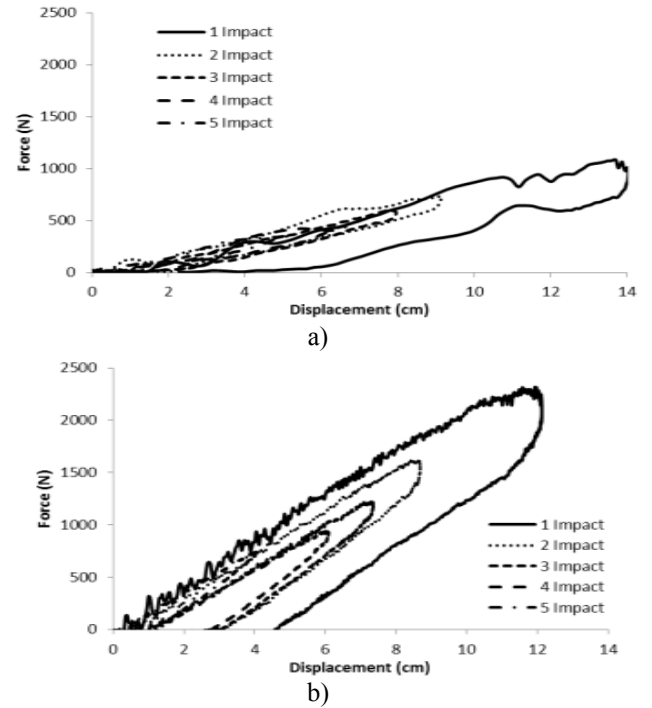 2500
2000
1500
1000
500
0
Force (N)
1 Impact
2 Impact
3 Impact
4 Impact
5 Impact
0 2 4 6 8 10 12 14
Displacement (cm)
a)
2500
2000
1500
1000
500
0
Force (N)
1 Impact
2 Impact
3 Impact
4 Impact
5 Impact
0 2 4 6 8 10 12 14
Displacement (cm)
b)